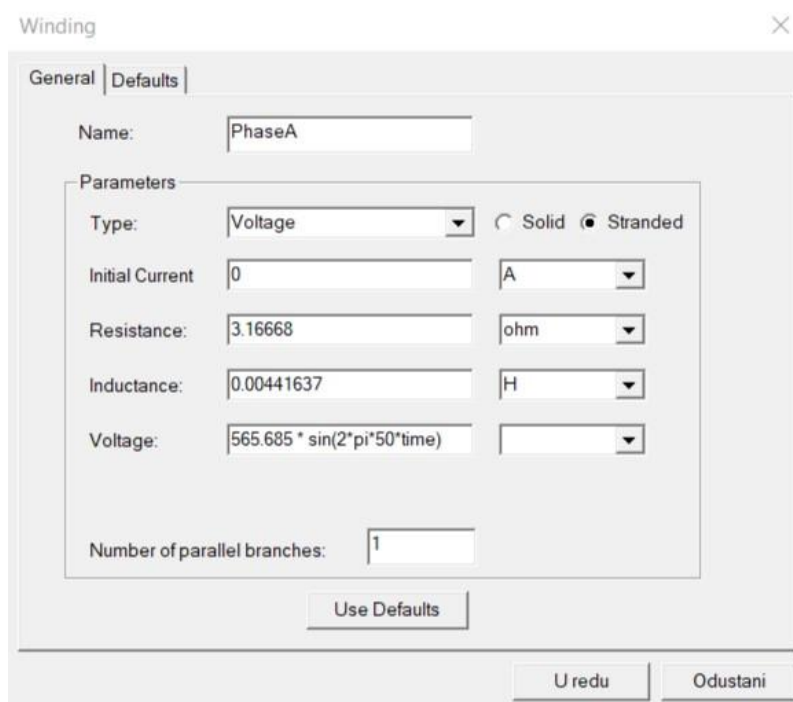 Winding
General Defaults
Name: PhaseA
Parameters
Type: Voltage Solid Stranded
Initial Current 0 A
Resistance: 3.16668 ohm
Inductance: 0.00441637 H
Voltage: 565.685 * sin(2*pi*50*time)
Number of parallel branches: 1
Use Defaults
U redu Odustani